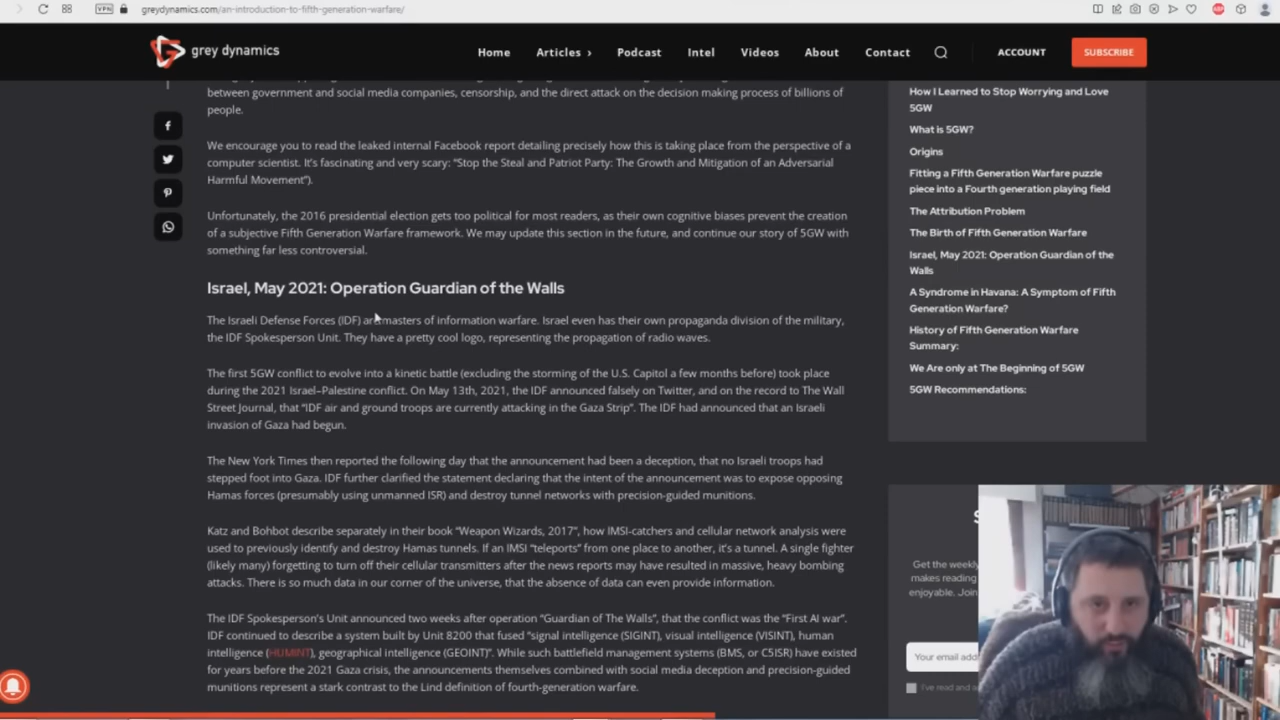 VPN
greydynamics.com/an-introduction-to-fifth-generation-warfare/
ABP
grey dynamics
Home
Articles ›
Podcast
Intel
Videos
About
Contact
ACCOUNT
SUBSCRIBE
between government and social media companies, censorship, and the direct attack on the decision making process of billions of
people.
We encourage you to read the leaked internal Facebook report detailing precisely how this is taking place from the perspective of a
computer scientist. It's fascinating and very scary: "Stop the Steal and Patriot Party: The Growth and Mitigation of an Adversarial
Harmful Movement").
Unfortunately, the 2016 presidential election gets too political for most readers, as their own cognitive biases prevent the creation
of a subjective Fifth Generation Warfare framework. We may update this section in the future, and continue our story of 5GW with
something far less controversial.
Israel, May 2021: Operation Guardian of the Walls
The Israeli Defense Forces (IDF) are masters of information warfare. Israel even has their own propaganda division of the military,
the IDF Spokesperson Unit. They have a pretty cool logo, representing the propagation of radio waves.
The first 5GW conflict to evolve into a kinetic battle (excluding the storming of the U.S. Capitol a few months before) took place
during the 2021 Israel–Palestine conflict. On May 13th, 2021, the IDF announced falsely on Twitter, and on the record to The Wall
Street Journal, that "IDF air and ground troops are currently attacking in the Gaza Strip". The IDF had announced that an Israeli
invasion of Gaza had begun.
The New York Times then reported the following day that the announcement had been a deception, that no Israeli troops had
stepped foot into Gaza. IDF further clarified the statement declaring that the intent of the announcement was to expose opposing
Hamas forces (presumably using unmanned ISR) and destroy tunnel networks with precision-guided munitions.
Katz and Bohbot describe separately in their book "Weapon Wizards, 2017", how IMSI-catchers and cellular network analysis were
used to previously identify and destroy Hamas tunnels. If an IMSI "teleports" from one place to another, it's a tunnel. A single fighter
(likely many) forgetting to turn off their cellular transmitters after the news reports may have resulted in massive, heavy bombing
attacks. There is so much data in our corner of the universe, that the absence of data can even provide information.
The IDF Spokesperson's Unit announced two weeks after operation "Guardian of The Walls", that the conflict was the "First AI war".
IDF continued to describe a system built by Unit 8200 that fused "signal intelligence (SIGINT), visual intelligence (VISINT), human
intelligence (HUMINT), geographical intelligence (GEOINT)". While such battlefield management systems (BMS, or C5ISR) have existed
for years before the 2021 Gaza crisis, the announcements themselves combined with social media deception and precision-guided
munitions represent a stark contrast to the Lind definition of fourth-generation warfare.
How I Learned to Stop Worrying and Love
5GW
What is 5GW?
Origins
Fitting a Fifth Generation Warfare puzzle
piece into a Fourth generation playing field
The Attribution Problem
The Birth of Fifth Generation Warfare
Israel, May 2021: Operation Guardian of the
Walls
A Syndrome in Havana: A Symptom of Fifth
Generation Warfare?
History of Fifth Generation Warfare
Summary:
We Are only at The Beginning of 5GW
5GW Recommendations:
Get the weekly
makes reading
enjoyable. Join
Your email add
I've read and a